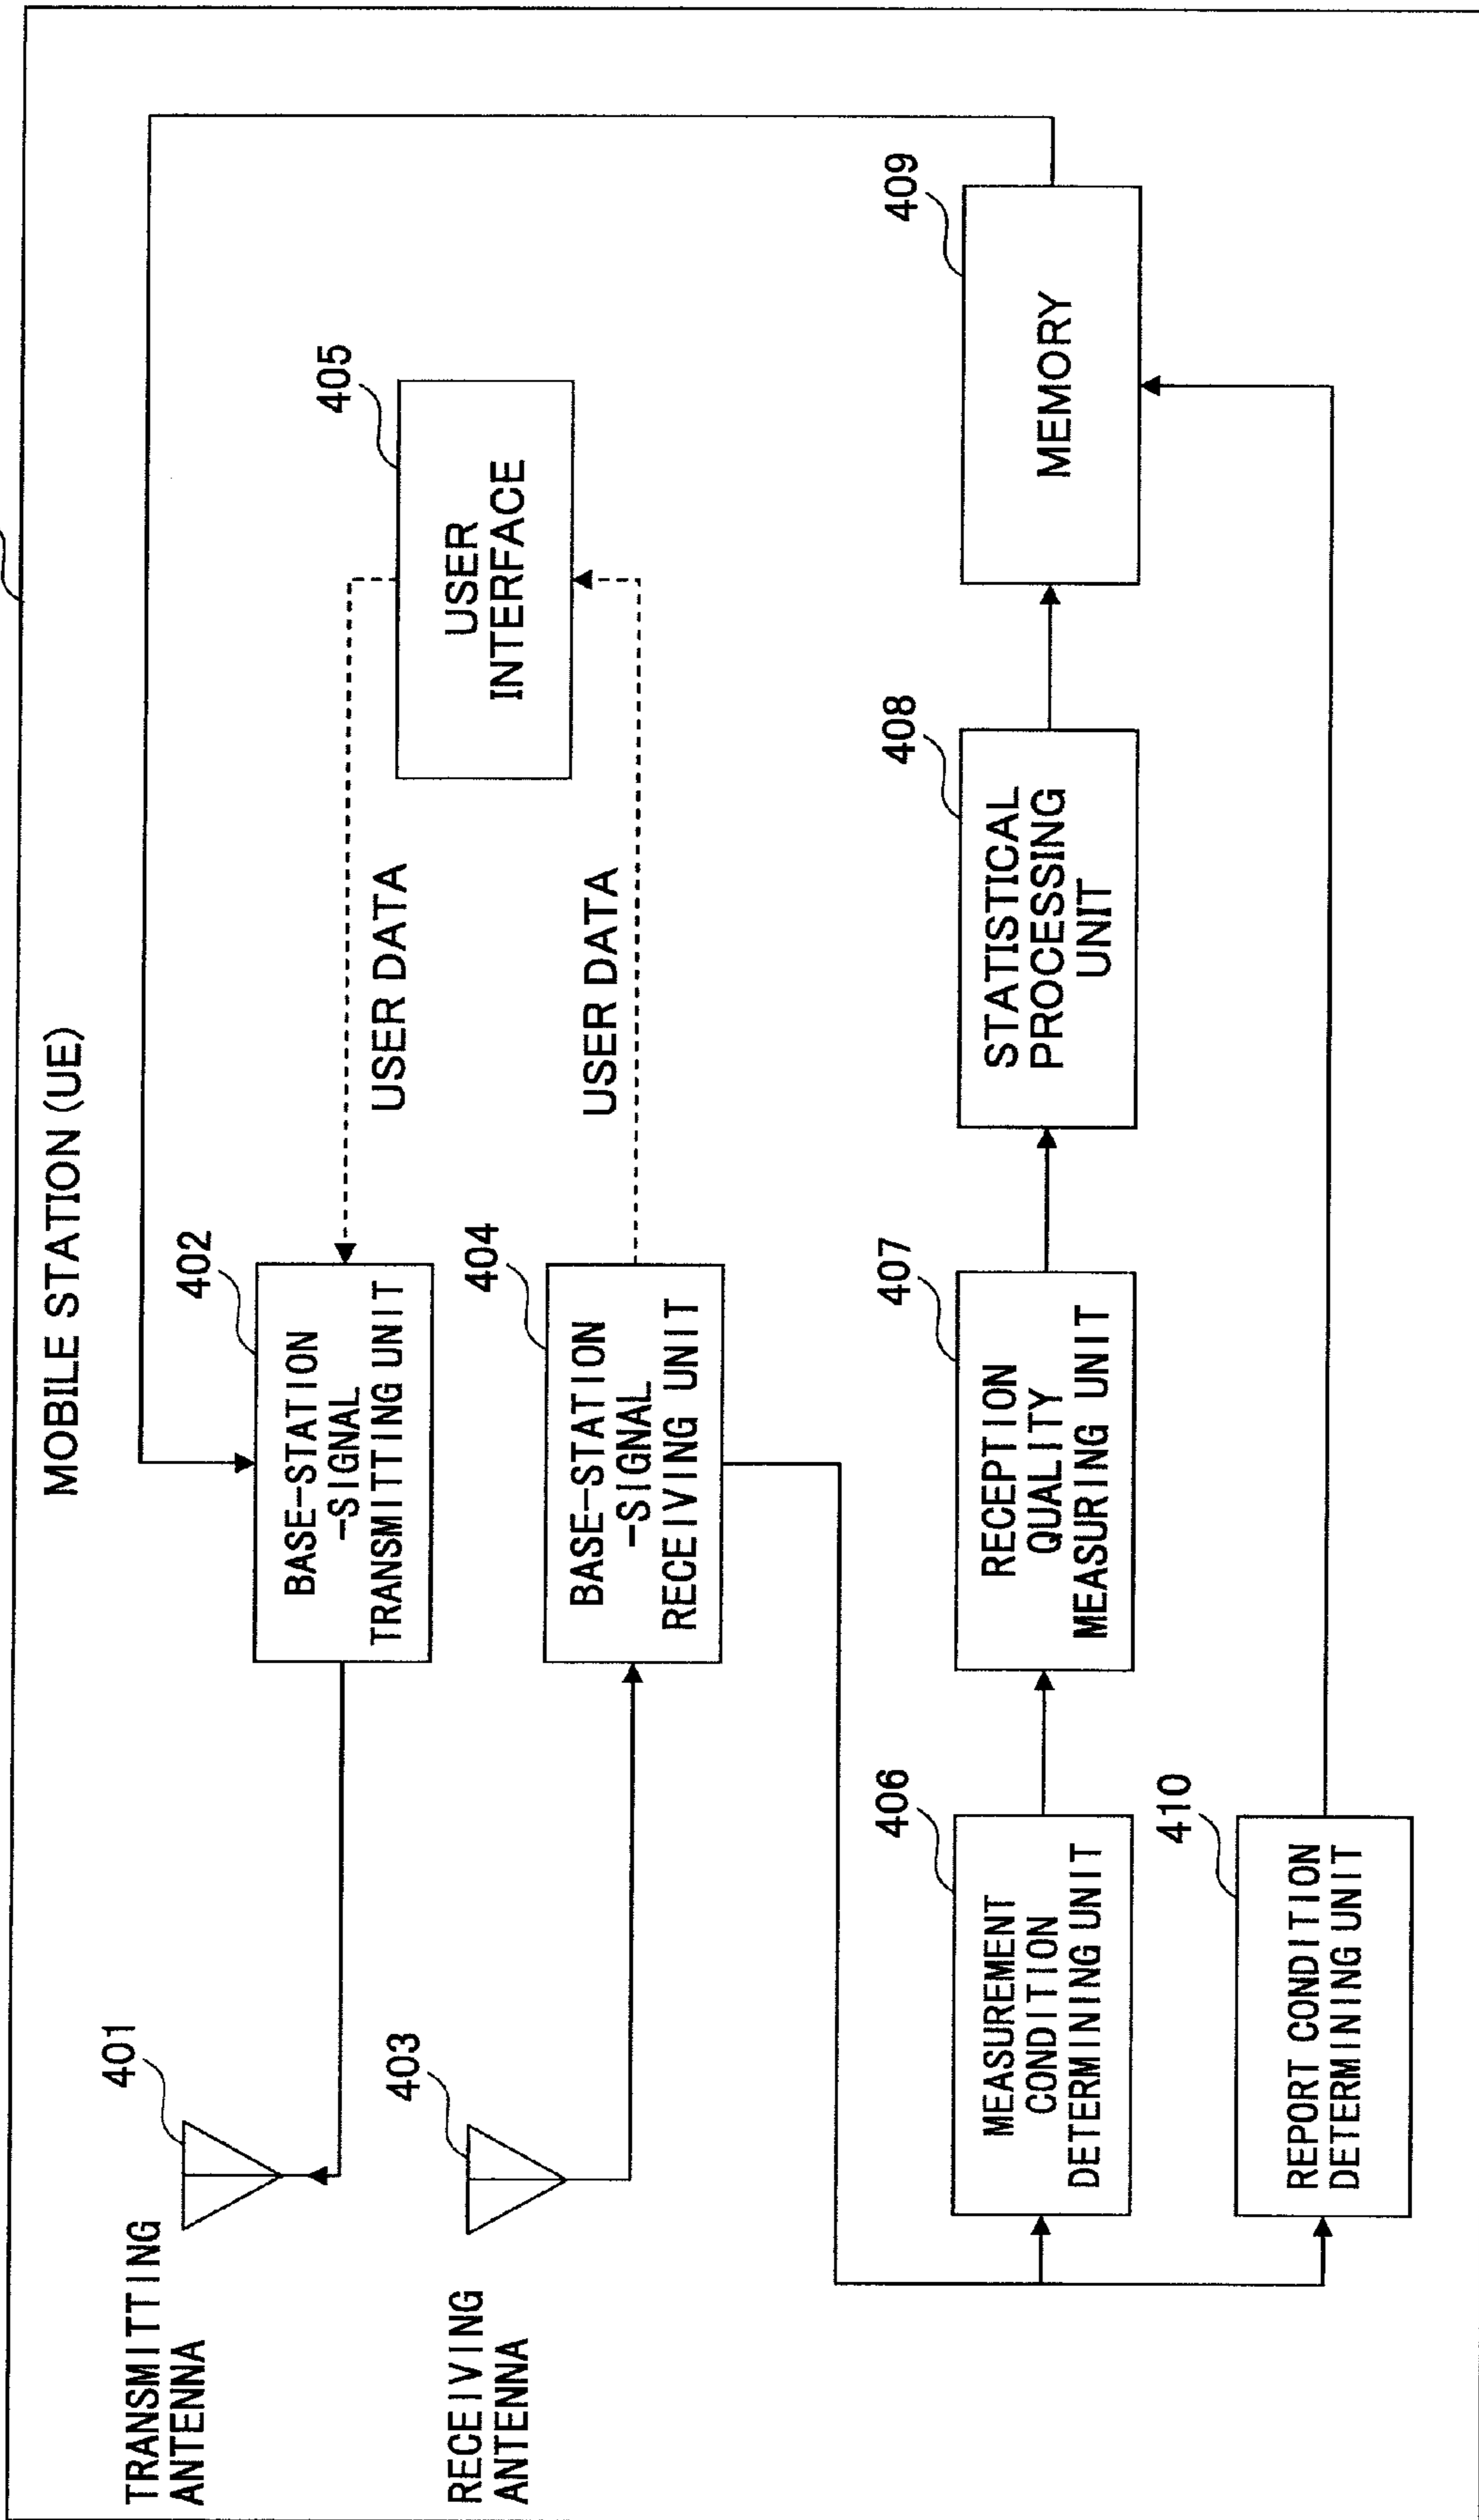 MOBILE STATION (UE)
TRANSMITTING
ANTENNA
401
402
BASE-STATION
-SIGNAL
TRANSMITTING UNIT
USER DATA
405
USER
INTERFACE
RECEIVING
ANTENNA
403
404
BASE-STATION
-SIGNAL
RECEIVING UNIT
USER DATA
406
MEASUREMENT
CONDITION
DETERMINING UNIT
407
RECEPTION
QUALITY
MEASURING UNIT
408
STATISTICAL
PROCESSING
UNIT
409
MEMORY
410
REPORT CONDITION
DETERMINING UNIT